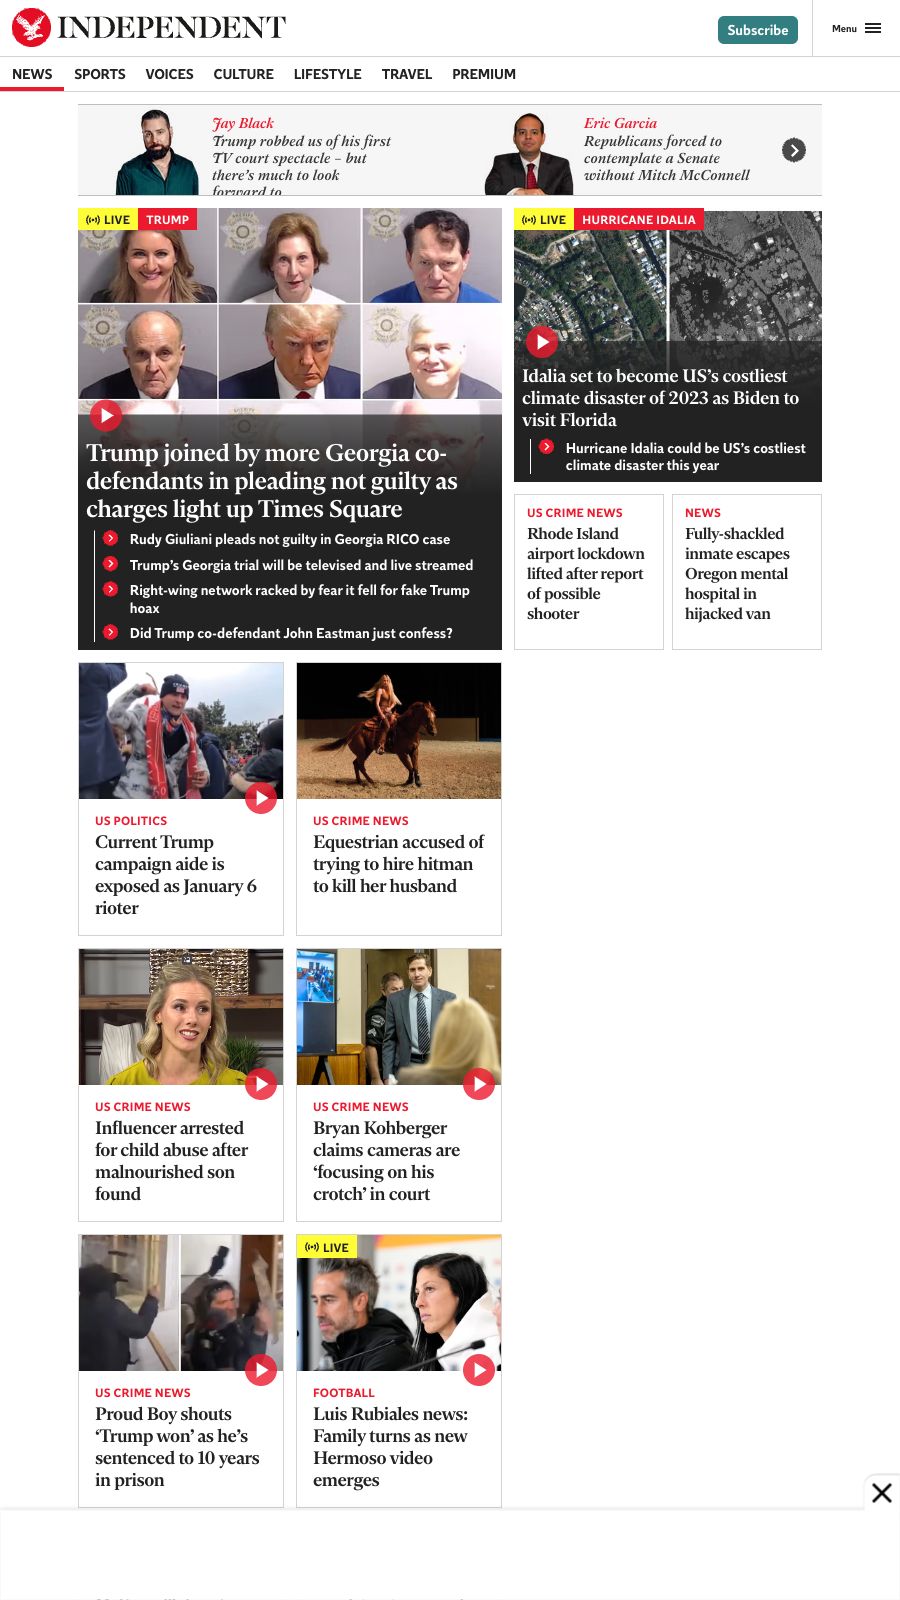 INDEPENDENT
Subscribe
Menu
NEWS SPORTS VOICES CULTURE LIFESTYLE TRAVEL PREMIUM
Jay Black
Trump robbed us of his first
TV court spectacle – but
there's much to look
forward to
Eric Garcia
Republicans forced to
contemplate a Senate
without Mitch McConnell
LIVE TRUMP
Trump joined by more Georgia co-
defendants in pleading not guilty as
charges light up Times Square
Rudy Giuliani pleads not guilty in Georgia RICO case
Trump's Georgia trial will be televised and live streamed
Right-wing network racked by fear it fell for fake Trump
hoax
Did Trump co-defendant John Eastman just confess?
LIVE HURRICANE IDALIA
Idalia set to become US's costliest
climate disaster of 2023 as Biden to
visit Florida
Hurricane Idalia could be US's costliest
climate disaster this year
US CRIME NEWS
Rhode Island
airport lockdown
lifted after report
of possible
shooter
NEWS
Fully-shackled
inmate escapes
Oregon mental
hospital in
hijacked van
US POLITICS
Current Trump
campaign aide is
exposed as January 6
rioter
US CRIME NEWS
Equestrian accused of
trying to hire hitman
to kill her husband
US CRIME NEWS
Influencer arrested
for child abuse after
malnourished son
found
US CRIME NEWS
Bryan Kohberger
claims cameras are
‘focusing on his
crotch’ in court
US CRIME NEWS
Proud Boy shouts
‘Trump won’ as he's
sentenced to 10 years
in prison
LIVE
FOOTBALL
Luis Rubiales news:
Family turns as new
Hermoso video
emerges